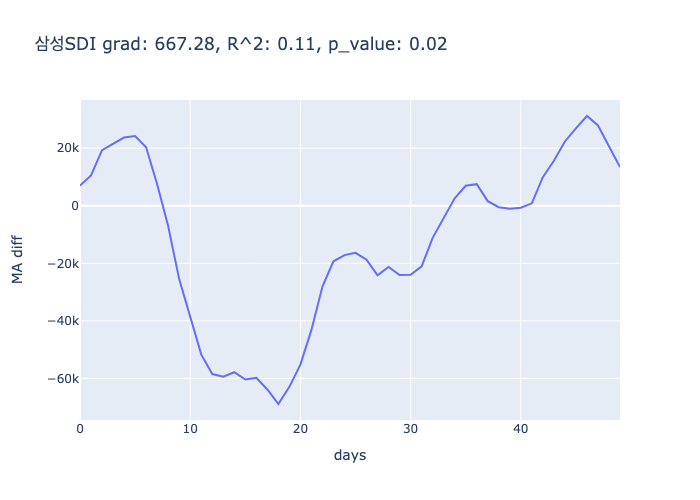 삼성SDI grad: 667.28, R^2: 0.11, p_value: 0.02
20k
0
−20k
−40k
−60k
MA diff
0 10 20 30 40
days